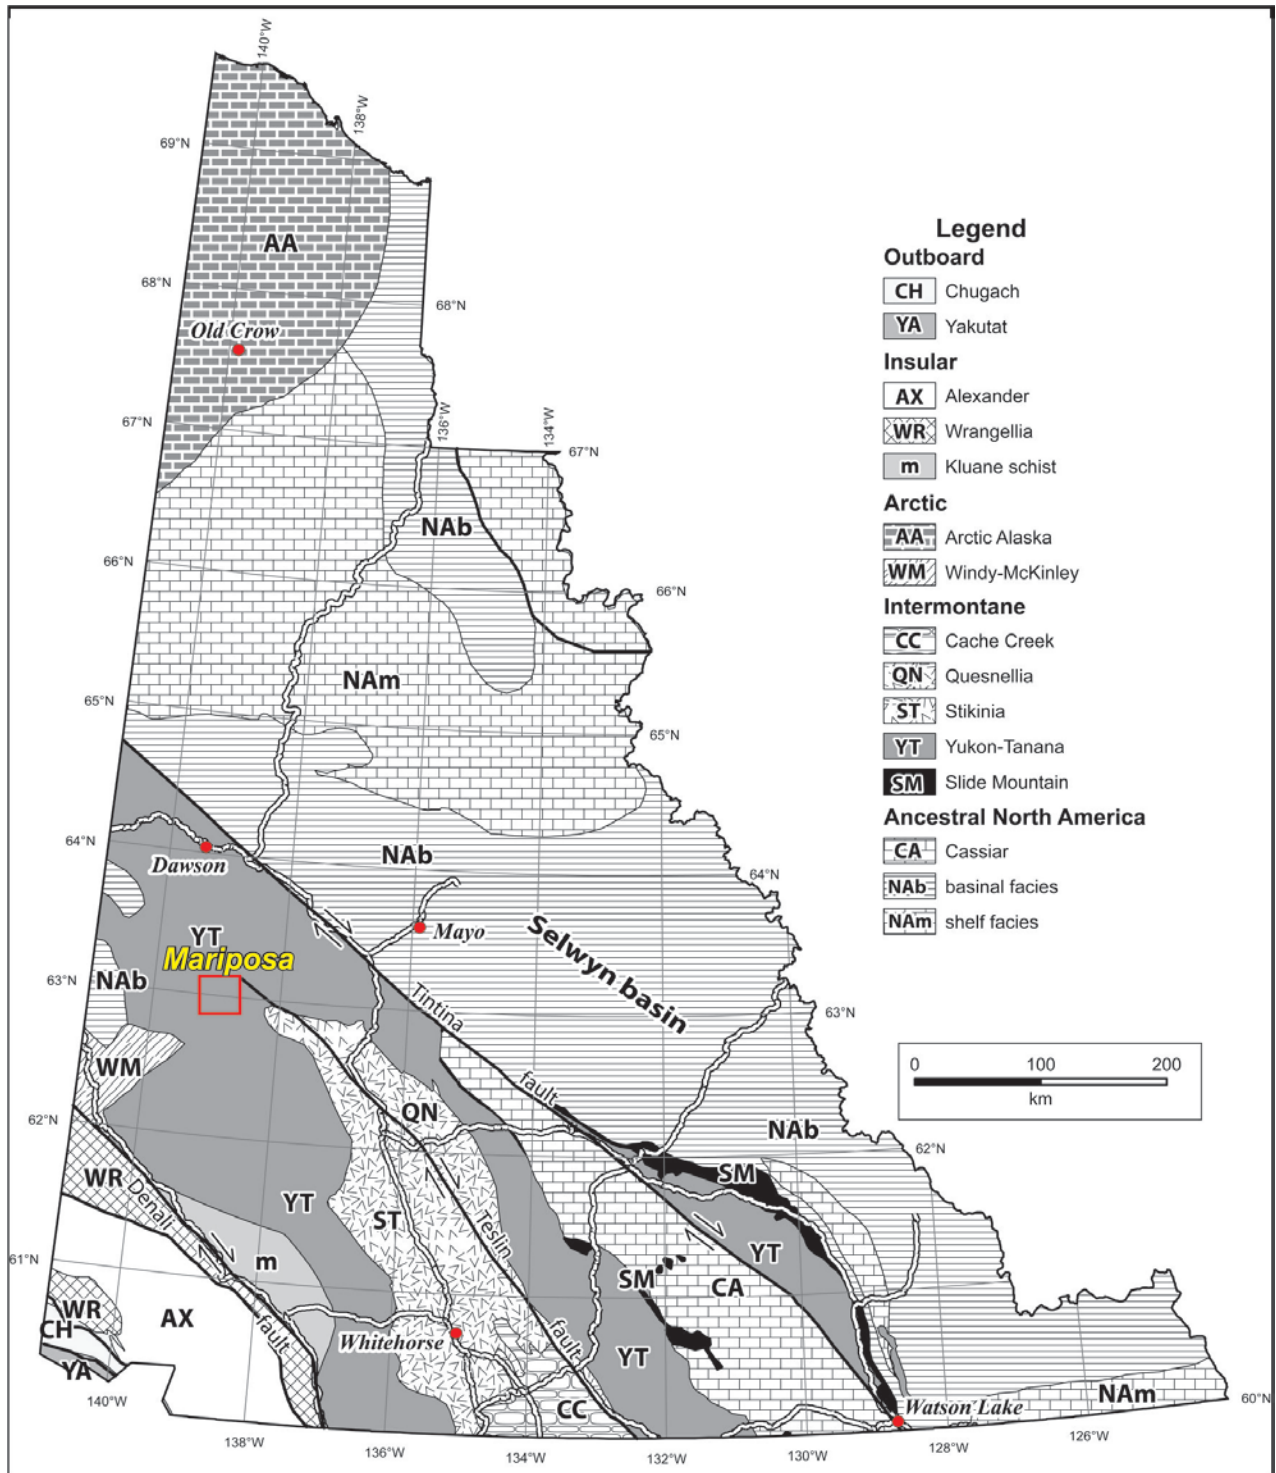 140°W
138°W
69°N
AA
68°N
68°N
Old Crow
67°N
136°W
134°W
67°N
NAb
66°N
66°N
NAm
65°N
65°N
64°N
Dawson
NAb
64°N
YT
Mayo
Selwyn basin
Mariposa
63°N
NAb
Tintina
63°N
WM
fault
QN
62°N
NAb
62°N
WR
SM
Denali
YT
ST
Teslin
YT
61°N
m
SM
CA
WR
AX
CH
fault
Whitehorse
fault
YT
YA
CC
Watson Lake
NAm
60°N
140°W
138°W
136°W
134°W
132°W
130°W
128°W
126°W
Legend
Outboard
CH Chugach
YA Yakutat
Insular
AX Alexander
WR Wrangellia
m Kluane schist
Arctic
AA Arctic Alaska
WM Windy-McKinley
Intermontane
CC Cache Creek
QN Quesnellia
ST Stikinia
YT Yukon-Tanana
SM Slide Mountain
Ancestral North America
CA Cassiar
NAb basinal facies
NAm shelf facies
0 100 200
km